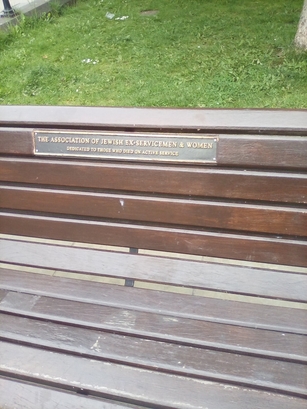 THE ASSOCIATION OF JEWISH EX-SERVICEMEN & WOMEN
DEDICATED TO THOSE WHO DIED ON ACTIVE SERVICE